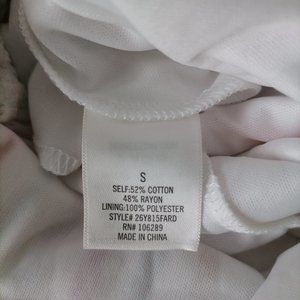 S
SELF:52% COTTON
48% RAYON
LINING:100% POLYESTER
STYLE# 26Y815FARD
RN# 106289
MADE IN CHINA